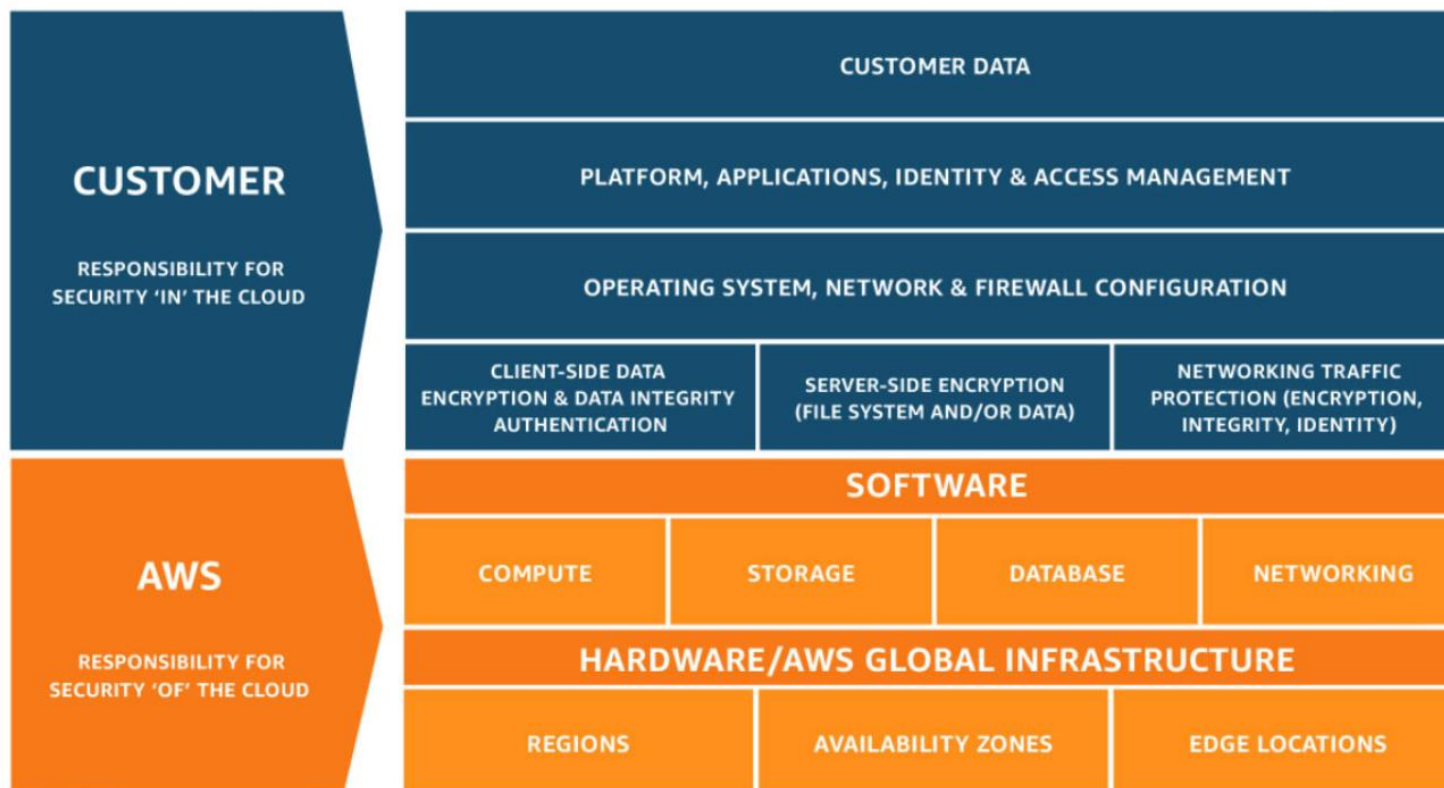 CUSTOMER
RESPONSIBILITY FOR
SECURITY ‘IN’ THE CLOUD
CUSTOMER DATA
PLATFORM, APPLICATIONS, IDENTITY & ACCESS MANAGEMENT
OPERATING SYSTEM, NETWORK & FIREWALL CONFIGURATION
CLIENT-SIDE DATA
ENCRYPTION & DATA INTEGRITY
AUTHENTICATION
SERVER-SIDE ENCRYPTION
(FILE SYSTEM AND/OR DATA)
NETWORKING TRAFFIC
PROTECTION (ENCRYPTION,
INTEGRITY, IDENTITY)
AWS
RESPONSIBILITY FOR
SECURITY ‘OF’ THE CLOUD
SOFTWARE
COMPUTE
STORAGE
DATABASE
NETWORKING
HARDWARE/AWS GLOBAL INFRASTRUCTURE
REGIONS
AVAILABILITY ZONES
EDGE LOCATIONS